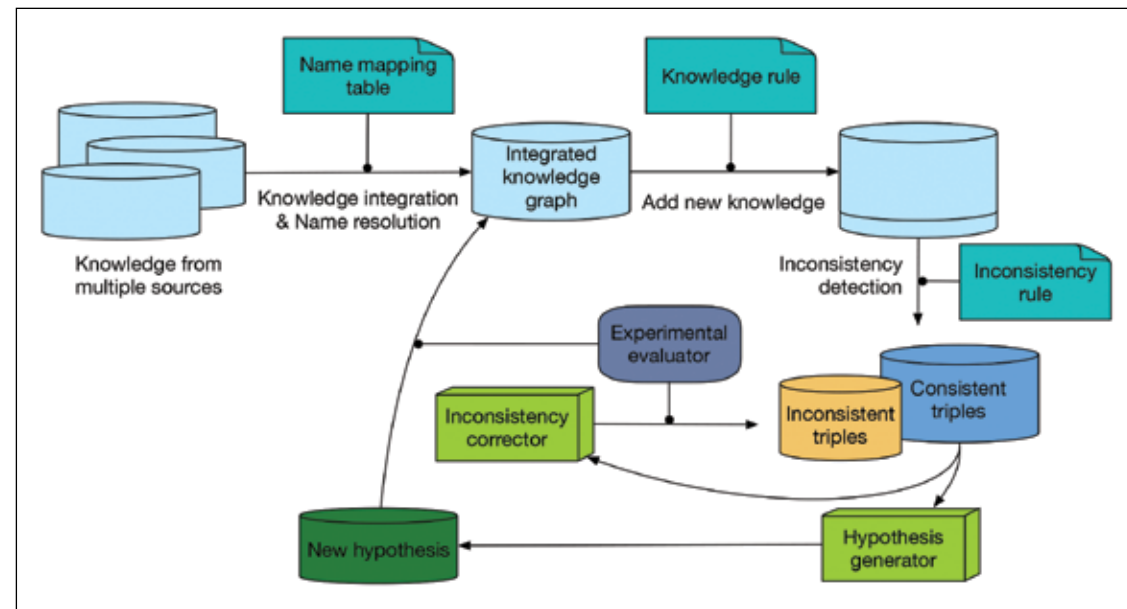 Name mapping
table
Knowledge rule
Integrated
knowledge
graph
Knowledge integration
& Name resolution
Add new knowledge
Knowledge from
multiple sources
Inconsistency
detection
Inconsistency
rule
Experimental
evaluator
Consistent
triples
Inconsistency
corrector
Inconsistent
triples
New hypothesis
Hypothesis
generator